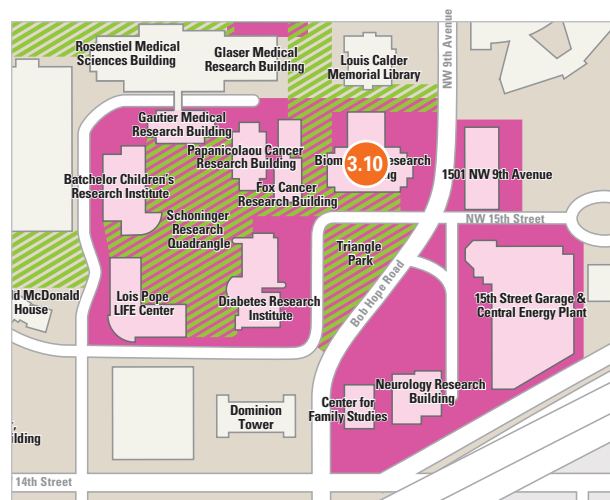 Rosenstiel Medical
Sciences Building
Glaser Medical
Research Building
Louis Calder
Memorial Library
NW 9th Avenue
Gautier Medical
Research Building
Papanicolaou Cancer
Research Building
Biom
3.10
esearch
ng
1501 NW 9th Avenue
Batchelor Children's
Research Institute
Fox Cancer
Research Building
Schoninger
Research
Quadrangle
NW 15th Street
Triangle
Park
Bob Hope Road
ld McDonald
House
Lois Pope
LIFE Center
Diabetes Research
Institute
15th Street Garage &
Central Energy Plant
Neurology Research
Building
Center for
Family Studies
Dominion
Tower
ilding
14th Street